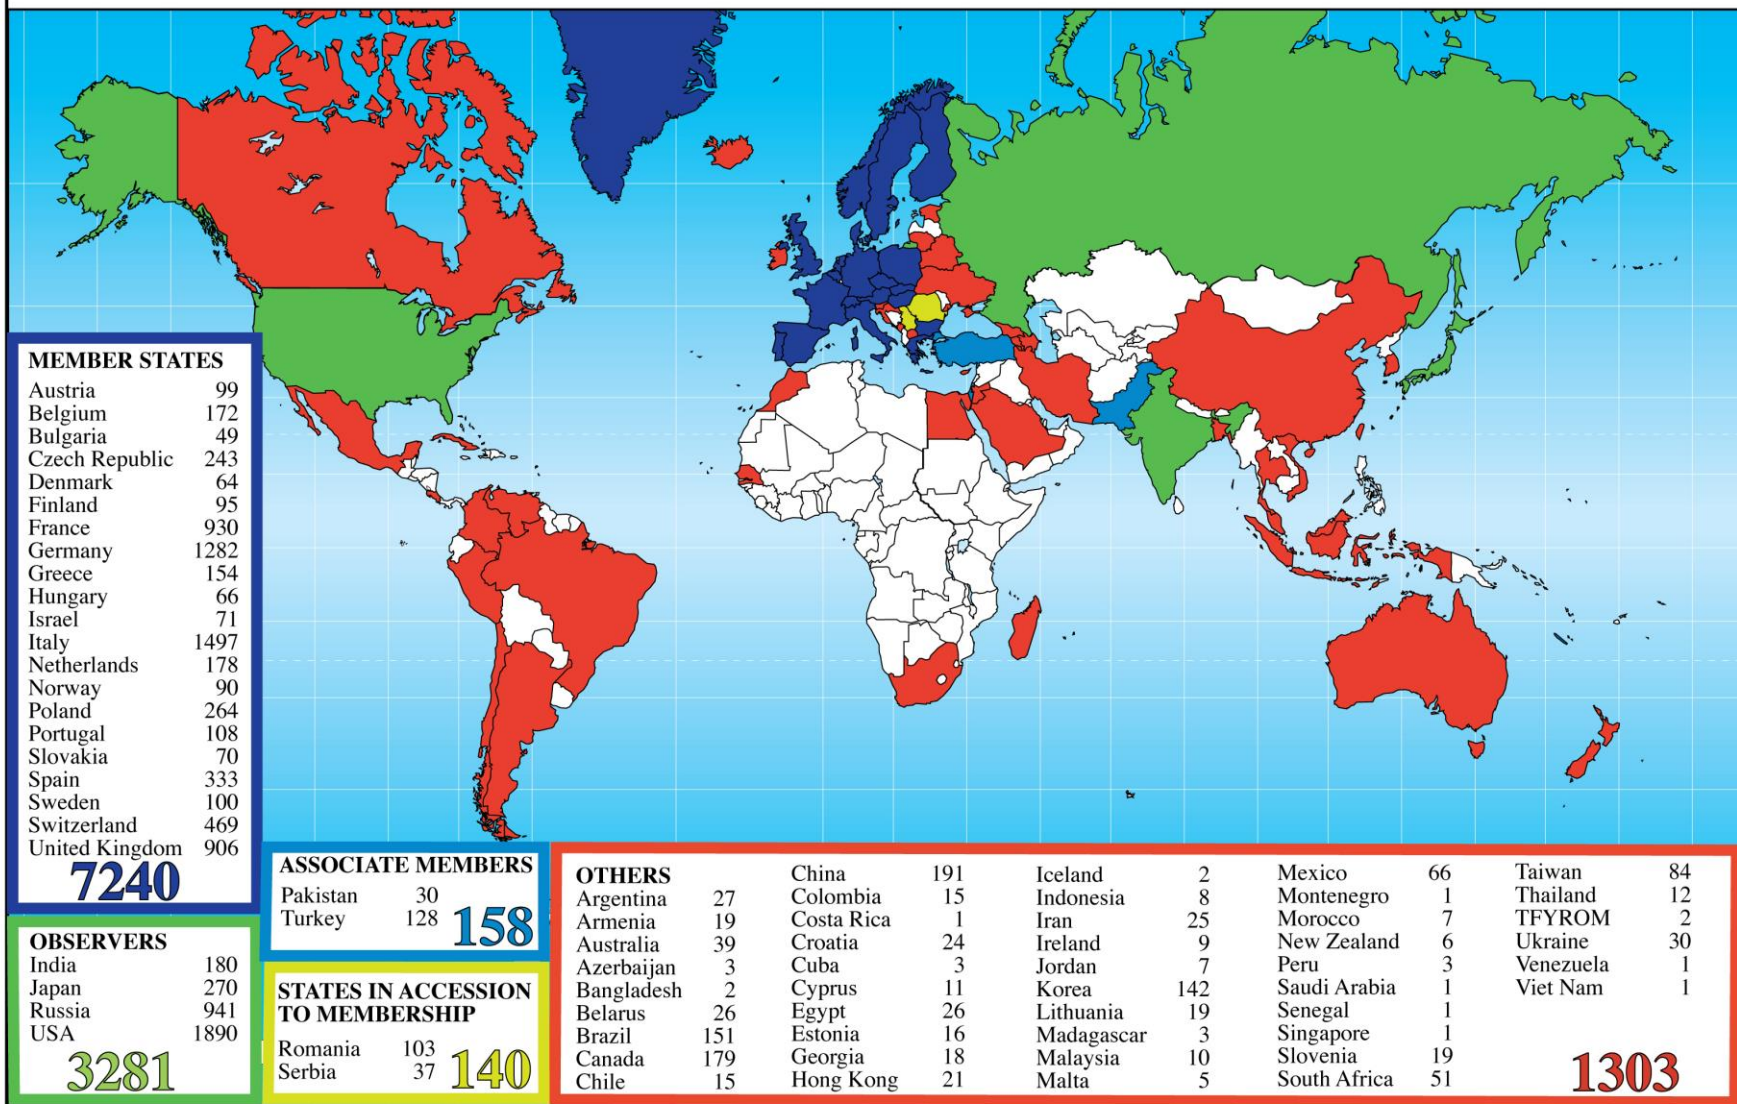 MEMBER STATES
Austria 99
Belgium 172
Bulgaria 49
Czech Republic 243
Denmark 64
Finland 95
France 930
Germany 1282
Greece 154
Hungary 66
Israel 71
Italy 1497
Netherlands 178
Norway 90
Poland 264
Portugal 108
Slovakia 70
Spain 333
Sweden 100
Switzerland 469
United Kingdom 906
7240
OBSERVERS
India 180
Japan 270
Russia 941
USA 1890
3281
ASSOCIATE MEMBERS
Pakistan 30
Turkey 128
158
STATES IN ACCESSION
TO MEMBERSHIP
Romania 103
Serbia 37
140
OTHERS
Argentina 27
Armenia 19
Australia 39
Azerbaijan 3
Bangladesh 2
Belarus 26
Brazil 151
Canada 179
Chile 15
China 191
Colombia 15
Costa Rica 1
Croatia 24
Cuba 3
Cyprus 11
Egypt 26
Estonia 16
Georgia 18
Hong Kong 21
Iceland 2
Indonesia 8
Iran 25
Ireland 9
Jordan 7
Korea 142
Lithuania 19
Madagascar 3
Malaysia 10
Malta 5
Mexico 66
Montenegro 1
Morocco 7
New Zealand 6
Peru 3
Saudi Arabia 1
Senegal 1
Singapore 1
Slovenia 19
South Africa 51
Taiwan 84
Thailand 12
TFYROM 2
Ukraine 30
Venezuela 1
Viet Nam 1
1303